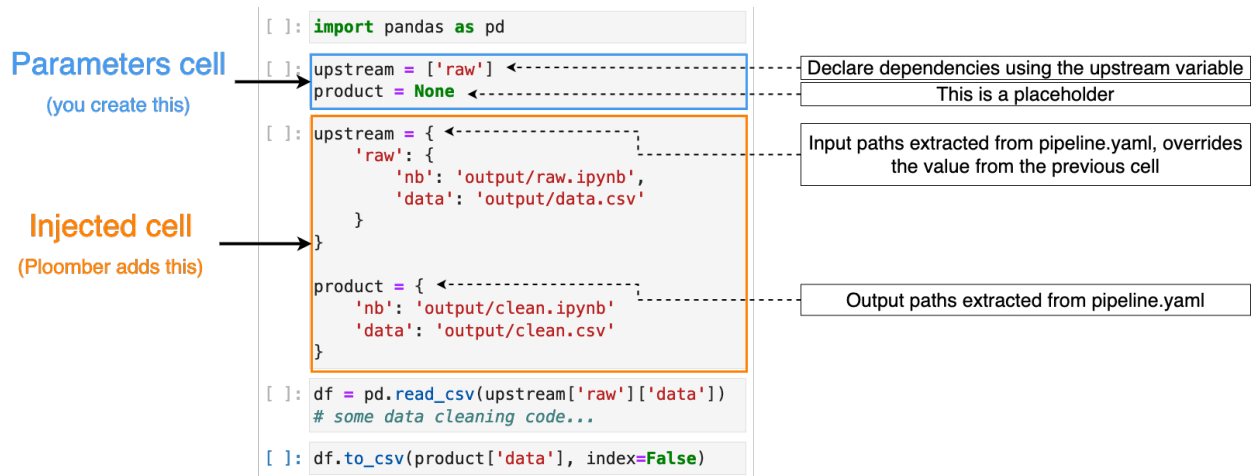 [ ]: import pandas as pd
Parameters cell
(you create this)
[ ]: upstream = ['raw']
product = None
Declare dependencies using the upstream variable
This is a placeholder
Injected cell
(Ploomber adds this)
[ ]: upstream = {
    'raw': {
        'nb': 'output/raw.ipynb',
        'data': 'output/data.csv'
    }
}
product = {
    'nb': 'output/clean.ipynb'
    'data': 'output/clean.csv'
}
Input paths extracted from pipeline.yaml, overrides
the value from the previous cell
Output paths extracted from pipeline.yaml
[ ]: df = pd.read_csv(upstream['raw']['data'])
# some data cleaning code...
[ ]: df.to_csv(product['data'], index=False)